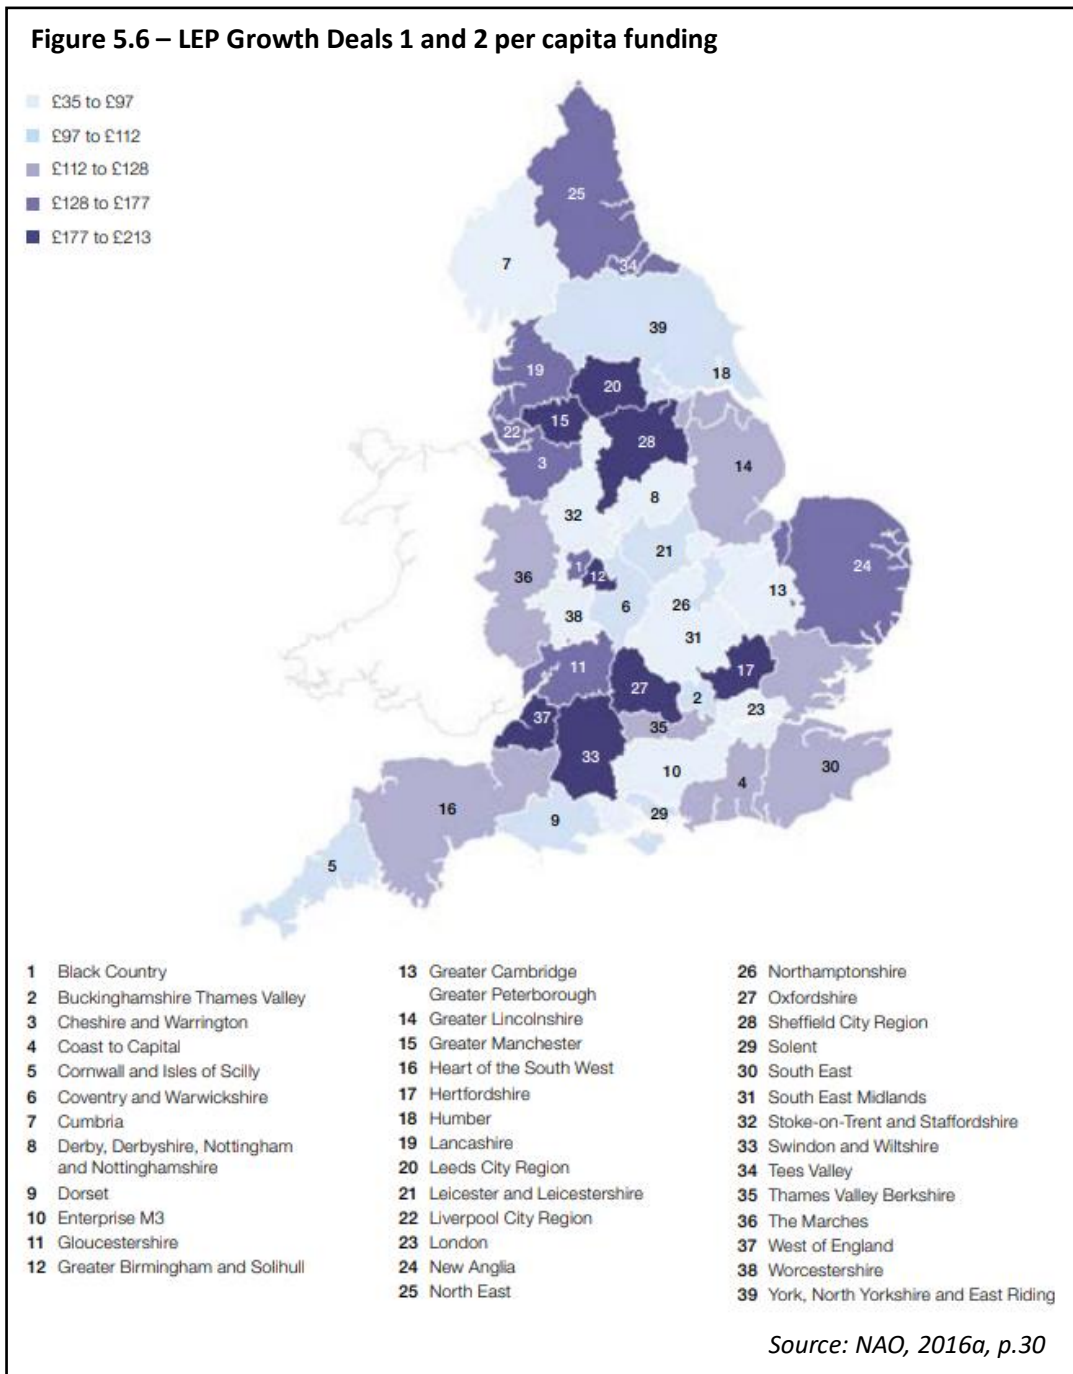 Figure 5.6 – LEP Growth Deals 1 and 2 per capita funding
£35 to £97
£97 to £112
£112 to £128
£128 to £177
£177 to £213
25
7
34
39
18
19
20
15
22
28
3
14
8
32
21
24
1
12
36
13
26
6
38
31
11
17
27
2
37
23
35
33
30
10
4
16
29
9
5
1 Black Country
2 Buckinghamshire Thames Valley
3 Cheshire and Warrington
4 Coast to Capital
5 Cornwall and Isles of Scilly
6 Coventry and Warwickshire
7 Cumbria
8 Derby, Derbyshire, Nottingham
and Nottinghamshire
9 Dorset
10 Enterprise M3
11 Gloucestershire
12 Greater Birmingham and Solihull
13 Greater Cambridge
Greater Peterborough
14 Greater Lincolnshire
15 Greater Manchester
16 Heart of the South West
17 Hertfordshire
18 Humber
19 Lancashire
20 Leeds City Region
21 Leicester and Leicestershire
22 Liverpool City Region
23 London
24 New Anglia
25 North East
26 Northamptonshire
27 Oxfordshire
28 Sheffield City Region
29 Solent
30 South East
31 South East Midlands
32 Stoke-on-Trent and Staffordshire
33 Swindon and Wiltshire
34 Tees Valley
35 Thames Valley Berkshire
36 The Marches
37 West of England
38 Worcestershire
39 York, North Yorkshire and East Riding
Source: NAO, 2016a, p.30